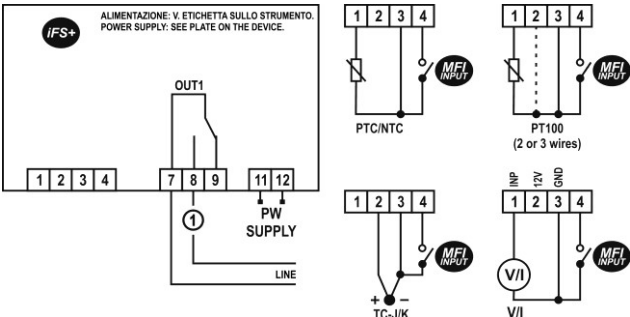 iFS+
ALIMENTAZIONE: V. ETICHETTA SULLO STRUMENTO.
POWER SUPPLY: SEE PLATE ON THE DEVICE.
OUT1
1 2 3 4
7 8 9
11 12
1
PW
SUPPLY
LINE
1 2 3 4
MFI
INPUT
PTC/NTC
1 2 3 4
MFI
INPUT
PT100
(2 or 3 wires)
1 2 3 4
MFI
INPUT
+ −
TC-J/K
INP
12V
GND
1 2 3 4
V/I
MFI
INPUT
V/I